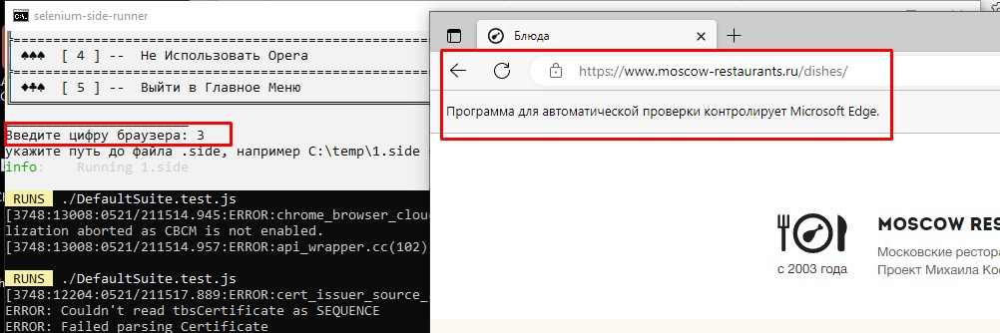 selenium-side-runner
♠♠♠ [ 4 ] -- Не Использовать Opera
♠♣♠ [ 5 ] -- Выйти в Главное Меню
Введите цифру браузера: 3
укажите путь до файла .side, например C:\temp\1.side
info: Running 1.side
RUNS ./DefaultSuite.test.js
[3748:13008:0521/211514.945:ERROR:chrome_browser_clou
lization aborted as CBCM is not enabled.
[3748:13008:0521/211514.957:ERROR:api_wrapper.cc(102)
RUNS ./DefaultSuite.test.js
[3748:12204:0521/211517.889:ERROR:cert_issuer_source_
ERROR: Couldn't read tbsCertificate as SEQUENCE
ERROR: Failed parsing Certificate
Блюда
https://www.moscow-restaurants.ru/dishes/
Программа для автоматической проверки контролирует Microsoft Edge.
с 2003 года
MOSCOW RES
Московские рестора
Проект Михаила Кос